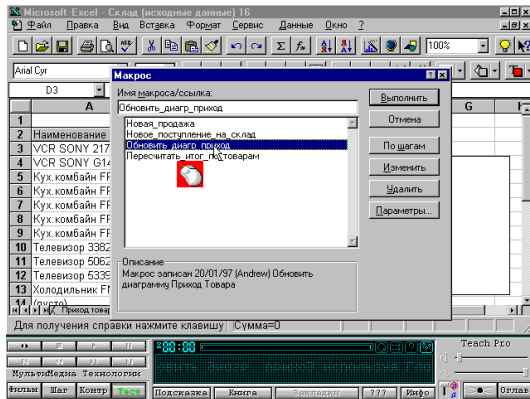 Microsoft Excel - Склад (исходные данные) 16
Файл Правка Вид Вставка Формат Сервис Данные Окно ?
100%
Arial Cyr
D3
Макрос
Имя макроса/ссылка:
Обновить_диагр_приход
Новая_продажа
Новое_поступление_на_склад
Обновить_диагр_приход
Пересчитать_итог_по_товарам
Выполнить
Отмена
По шагам
Изменить
Удалить
Параметры...
Описание
Макрос записан 20/01/97 (Andrew) Обновить
диаграмму Приход Товара
A G
1
2 Наименование
3 VCR SONY 217
4 VCR SONY G14
5 Кух.комбайн FF
6 Кух.комбайн FF
7 Кух.комбайн FF
8 Кух.комбайн FF
9 Кух.комбайн FF
10 Телевизор 3382
11 Телевизор 5062
12 Телевизор 5339
13 Холодильник FN
14 (пусто)
Приход товар
Для получения справки нажмите клавишу Сумма=0
Teach Pro
МультиМедиа Технологии
Фильм Шаг Контр Тест Подсказка Книга Закладки ??? Инфо Оглав